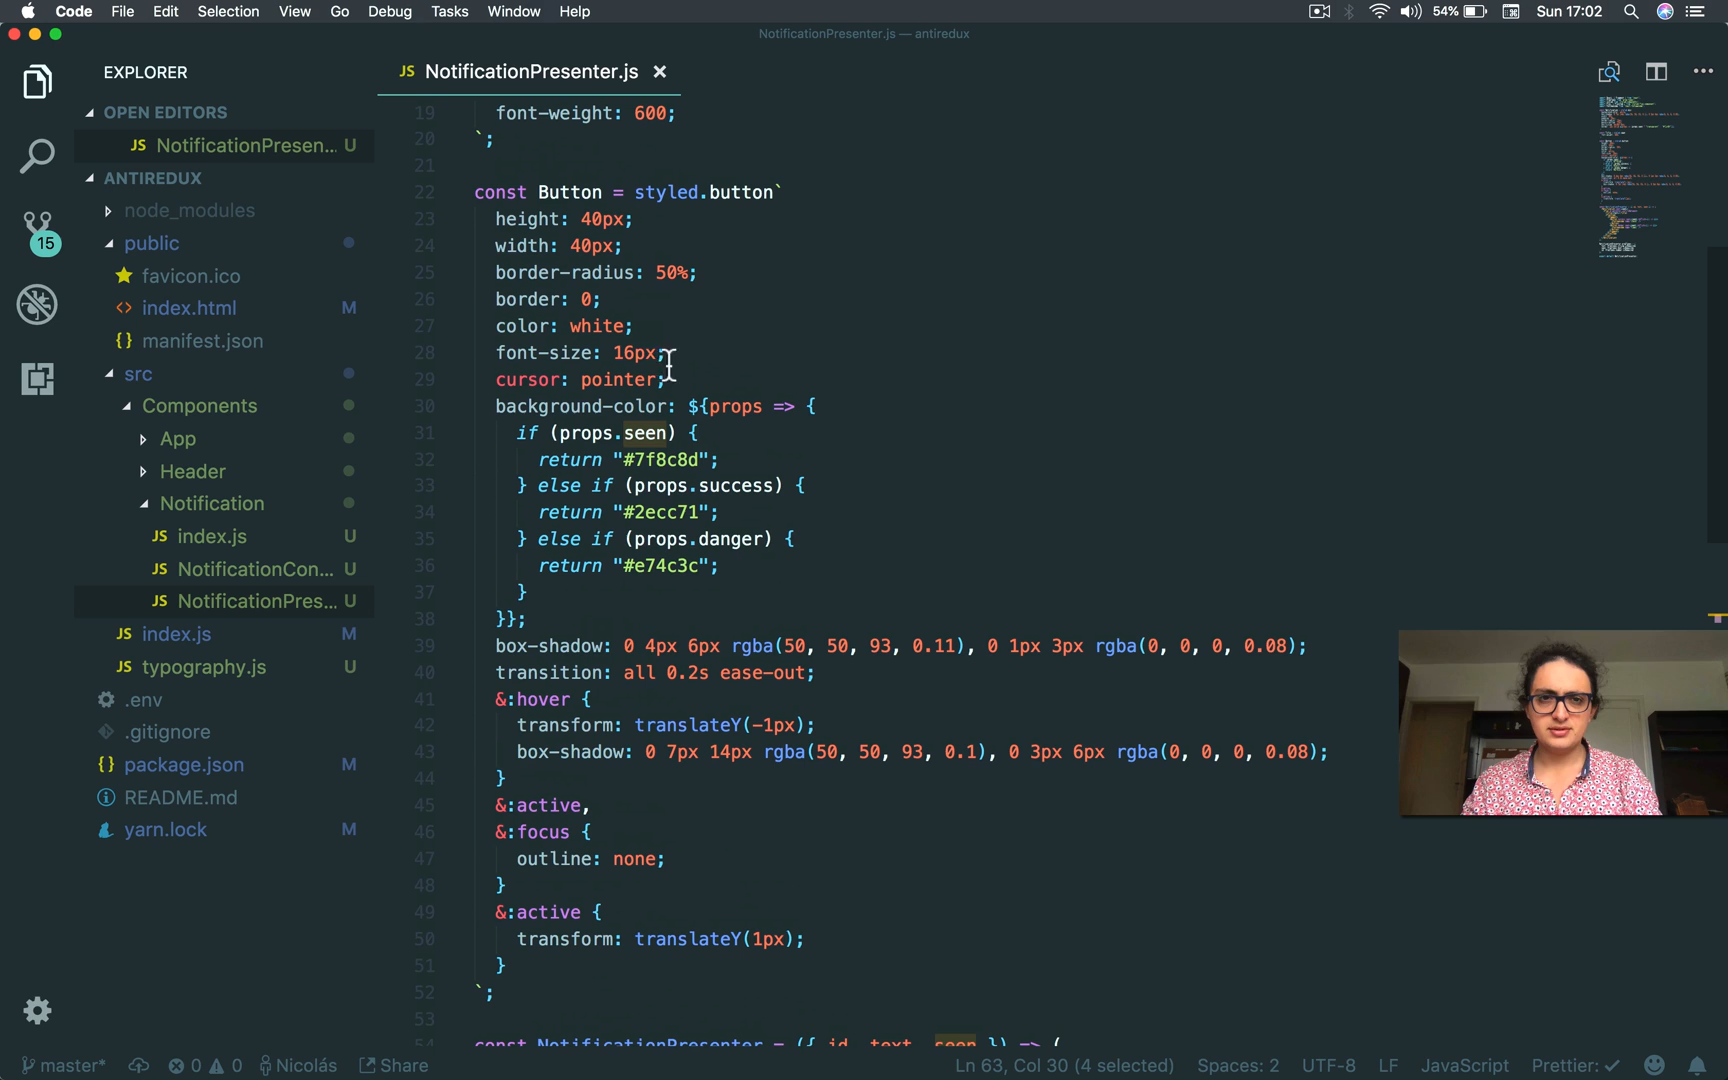 Code File Edit Selection View Go Debug Tasks Window Help 54% Sun 17:02
NotificationPresenter.js — antiredux
EXPLORER
OPEN EDITORS
JS NotificationPresen... U
ANTIREDUX
node_modules
public
favicon.ico
<> index.html M
{} manifest.json
src
Components
App
Header
Notification
JS index.js U
JS NotificationCon... U
JS NotificationPres... U
JS index.js M
JS typography.js U
.env
.gitignore
{} package.json M
README.md
yarn.lock M
15
JS NotificationPresenter.js ×
19 font-weight: 600;
20 `;
21
22 const Button = styled.button`
23 height: 40px;
24 width: 40px;
25 border-radius: 50%;
26 border: 0;
27 color: white;
28 font-size: 16px;
29 cursor: pointer;
30 background-color: ${props => {
31 if (props.seen) {
32 return "#7f8c8d";
33 } else if (props.success) {
34 return "#2ecc71";
35 } else if (props.danger) {
36 return "#e74c3c";
37 }
38 }};
39 box-shadow: 0 4px 6px rgba(50, 50, 93, 0.11), 0 1px 3px rgba(0, 0, 0, 0.08);
40 transition: all 0.2s ease-out;
41 &:hover {
42 transform: translateY(-1px);
43 box-shadow: 0 7px 14px rgba(50, 50, 93, 0.1), 0 3px 6px rgba(0, 0, 0, 0.08);
44 }
45 &:active,
46 &:focus {
47 outline: none;
48 }
49 &:active {
50 transform: translateY(1px);
51 }
52 `;
53
54 const NotificationPresenter = ({ id, text, seen }) => (
master* 0 0 Nicolás Share Ln 63, Col 30 (4 selected) Spaces: 2 UTF-8 LF JavaScript Prettier: ✓